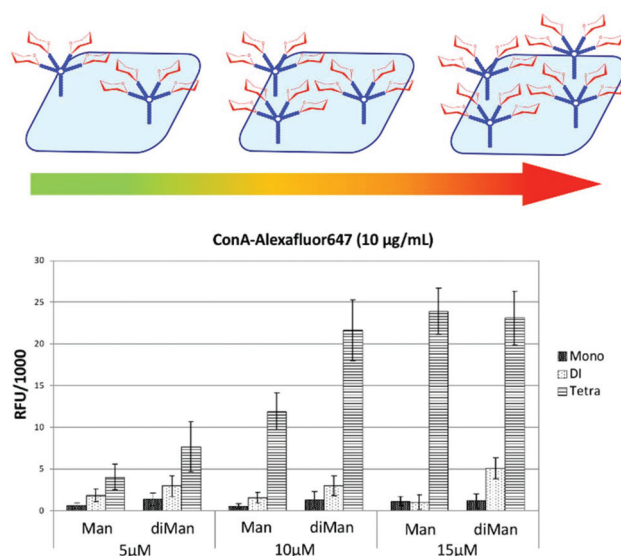 ConA-Alexafluor647 (10 µg/mL)
RFU/1000
30
25
20
15
10
5
0
Mono
DI
Tetra
Man diMan Man diMan Man diMan
5µM 10µM 15µM